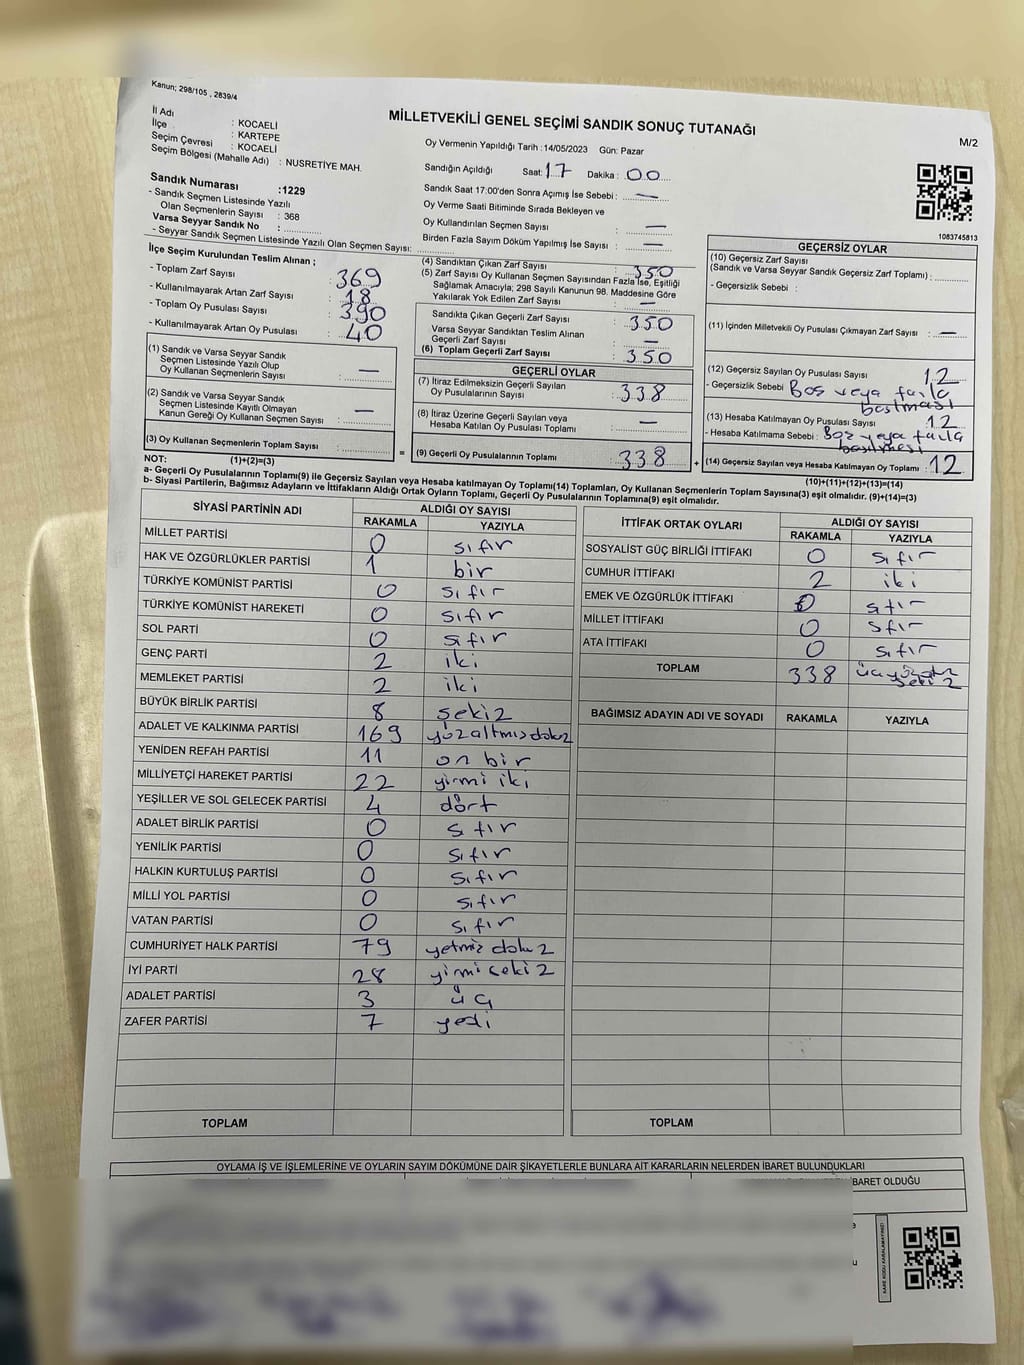 Kanun; 298/105 , 2839/4
MİLLETVEKİLİ GENEL SEÇİMİ SANDIK SONUÇ TUTANAĞI
M/2
İl Adı : KOCAELİ
İlçe : KARTEPE
Seçim Çevresi : KOCAELİ
Seçim Bölgesi (Mahalle Adı) : NUSRETİYE MAH.
Sandık Numarası :1229
- Sandık Seçmen Listesinde Yazılı
Olan Seçmenlerin Sayısı : 368
Varsa Seyyar Sandık No :
- Seyyar Sandık Seçmen Listesinde Yazılı Olan Seçmen Sayısı:
Oy Vermenin Yapıldığı Tarih :14/05/2023 Gün: Pazar
Sandığın Açıldığı Saat: 17 Dakika : 00
Sandık Saat 17:00'den Sonra Açımış İse Sebebi : —
Oy Verme Saati Bitiminde Sırada Bekleyen ve
Oy Kullandırılan Seçmen Sayısı : —
Birden Fazla Sayım Döküm Yapılmış İse Sayısı : —
1083745813
İlçe Seçim Kurulundan Teslim Alınan ;
- Toplam Zarf Sayısı : 369
- Kullanılmayarak Artan Zarf Sayısı : 18
- Toplam Oy Pusulası Sayısı : 390
- Kullanılmayarak Artan Oy Pusulası : 40
(1) Sandık ve Varsa Seyyar Sandık
Seçmen Listesinde Yazılı Olup
Oy Kullanan Seçmenlerin Sayısı : —
(2) Sandık ve Varsa Seyyar Sandık
Seçmen Listesinde Kayıtlı Olmayan
Kanun Gereği Oy Kullanan Seçmen Sayısı : —
(3) Oy Kullanan Seçmenlerin Toplam Sayısı :
(4) Sandıktan Çıkan Zarf Sayısı : 350
(5) Zarf Sayısı Oy Kullanan Seçmen Sayısından Fazla İse, Eşitliği
Sağlamak Amacıyla; 298 Sayılı Kanunun 98. Maddesine Göre
Yakılarak Yok Edilen Zarf Sayısı : —
Sandıkta Çıkan Geçerli Zarf Sayısı : 350
Varsa Seyyar Sandıktan Teslim Alınan
Geçerli Zarf Sayısı : —
(6) Toplam Geçerli Zarf Sayısı : 350
GEÇERLİ OYLAR
(7) İtiraz Edilmeksizin Geçerli Sayılan
Oy Pusulalarının Sayısı : 338
(8) İtiraz Üzerine Geçerli Sayılan veya
Hesaba Katılan Oy Pusulası Toplamı : —
= (9) Geçerli Oy Pusulalarının Toplamı : 338
GEÇERSİZ OYLAR
(10) Geçersiz Zarf Sayısı
(Sandık ve Varsa Seyyar Sandık Geçersiz Zarf Toplamı) :
- Geçersizlik Sebebi :
(11) İçinden Milletvekili Oy Pusulası Çıkmayan Zarf Sayısı : —
(12) Geçersiz Sayılan Oy Pusulası Sayısı : 12
- Geçersizlik Sebebi : Boş veya fazla
basılması
(13) Hesaba Katılmayan Oy Pusulası Sayısı : 12
- Hesaba Katılmama Sebebi : Boş veya fazla
basılması
+ (14) Geçersiz Sayılan veya Hesaba Katılmayan Oy Toplamı : 12
NOT: (1)+(2)=(3)
(10)+(11)+(12)+(13)=(14)
a- Geçerli Oy Pusulalarının Toplamı(9) ile Geçersiz Sayılan veya Hesaba katılmayan Oy Toplamı(14) Toplamları, Oy Kullanan Seçmenlerin Toplam Sayısına(3) eşit olmalıdır. (9)+(14)=(3)
b- Siyasi Partilerin, Bağımsız Adayların ve İttifakların Aldığı Ortak Oyların Toplamı, Geçerli Oy Pusulalarının Toplamına(9) eşit olmalıdır.
SİYASİ PARTİNİN ADI ALDIĞI OY SAYISI
RAKAMLA YAZIYLA
MİLLET PARTİSİ 0 sıfır
HAK VE ÖZGÜRLÜKLER PARTİSİ 1 bir
TÜRKİYE KOMÜNİST PARTİSİ 0 sıfır
TÜRKİYE KOMÜNİST HAREKETİ 0 sıfır
SOL PARTİ 0 sıfır
GENÇ PARTİ 2 iki
MEMLEKET PARTİSİ 2 iki
BÜYÜK BİRLİK PARTİSİ 8 sekiz
ADALET VE KALKINMA PARTİSİ 169 yüzaltmışdokuz
YENİDEN REFAH PARTİSİ 11 on bir
MİLLİYETÇİ HAREKET PARTİSİ 22 yirmi iki
YEŞİLLER VE SOL GELECEK PARTİSİ 4 dört
ADALET BİRLİK PARTİSİ 0 sıfır
YENİLİK PARTİSİ 0 sıfır
HALKIN KURTULUŞ PARTİSİ 0 sıfır
MİLLİ YOL PARTİSİ 0 sıfır
VATAN PARTİSİ 0 sıfır
CUMHURİYET HALK PARTİSİ 79 yetmiş dokuz
İYİ PARTİ 28 yirmi sekiz
ADALET PARTİSİ 3 üç
ZAFER PARTİSİ 7 yedi
TOPLAM
İTTİFAK ORTAK OYLARI ALDIĞI OY SAYISI
RAKAMLA YAZIYLA
SOSYALİST GÜÇ BİRLİĞİ İTTİFAKI 0 sıfır
CUMHUR İTTİFAKI 2 iki
EMEK VE ÖZGÜRLÜK İTTİFAKI 0 sıfır
MİLLET İTTİFAKI 0 sfır
ATA İTTİFAKI 0 sıfır
TOPLAM 338
BAĞIMSIZ ADAYIN ADI VE SOYADI RAKAMLA YAZIYLA
TOPLAM
OYLAMA İŞ VE İŞLEMLERİNE VE OYLARIN SAYIM DÖKÜMÜNE DAİR ŞİKAYETLERLE BUNLARA AİT KARARLARIN NELERDEN İBARET BULUNDUKLARI
İBARET OLDUĞU
KARE KODU KARALAMAYINIZ!